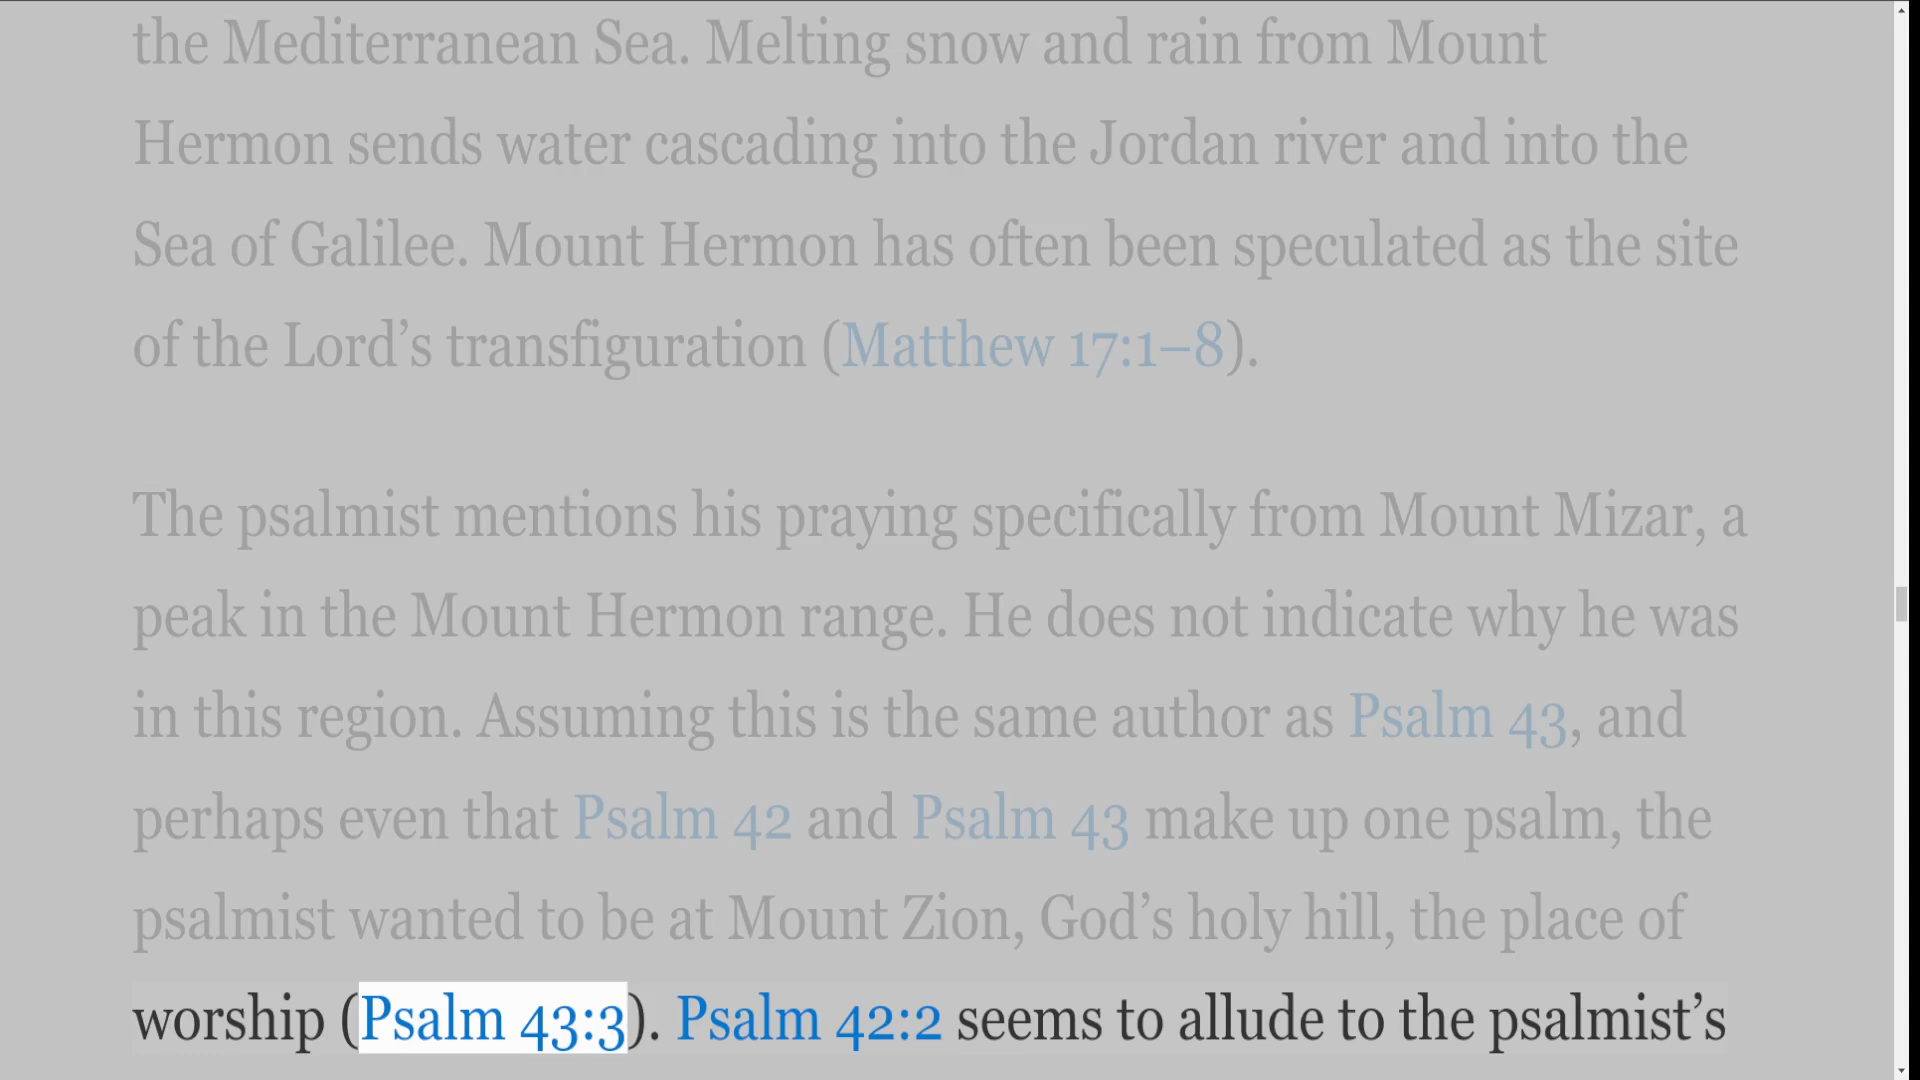 the Mediterranean Sea. Melting snow and rain from Mount
Hermon sends water cascading into the Jordan river and into the
Sea of Galilee. Mount Hermon has often been speculated as the site
of the Lord’s transfiguration (Matthew 17:1–8).
The psalmist mentions his praying specifically from Mount Mizar, a
peak in the Mount Hermon range. He does not indicate why he was
in this region. Assuming this is the same author as Psalm 43, and
perhaps even that Psalm 42 and Psalm 43 make up one psalm, the
psalmist wanted to be at Mount Zion, God’s holy hill, the place of
worship (Psalm 43:3). Psalm 42:2 seems to allude to the psalmist’s